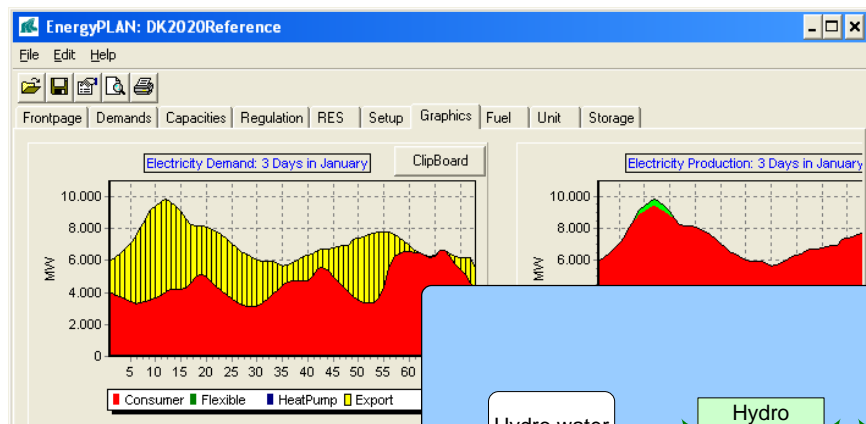 EnergyPLAN: DK2020Reference
File Edit Help
Frontpage Demands Capacities Regulation RES Setup Graphics Fuel Unit Storage
Electricity Demand: 3 Days in January
ClipBoard
Electricity Production: 3 Days in January
10.000
8.000
6.000
4.000
2.000
0
MW
5 10 15 20 25 30 35 40 45 50 55 60
Consumer Flexible HeatPump Export
10.000
8.000
6.000
MW
Hydro water
Hydro